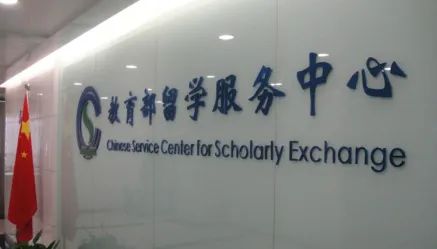 教育部留学服务中心
Chinese Service Center for Scholarly Exchange